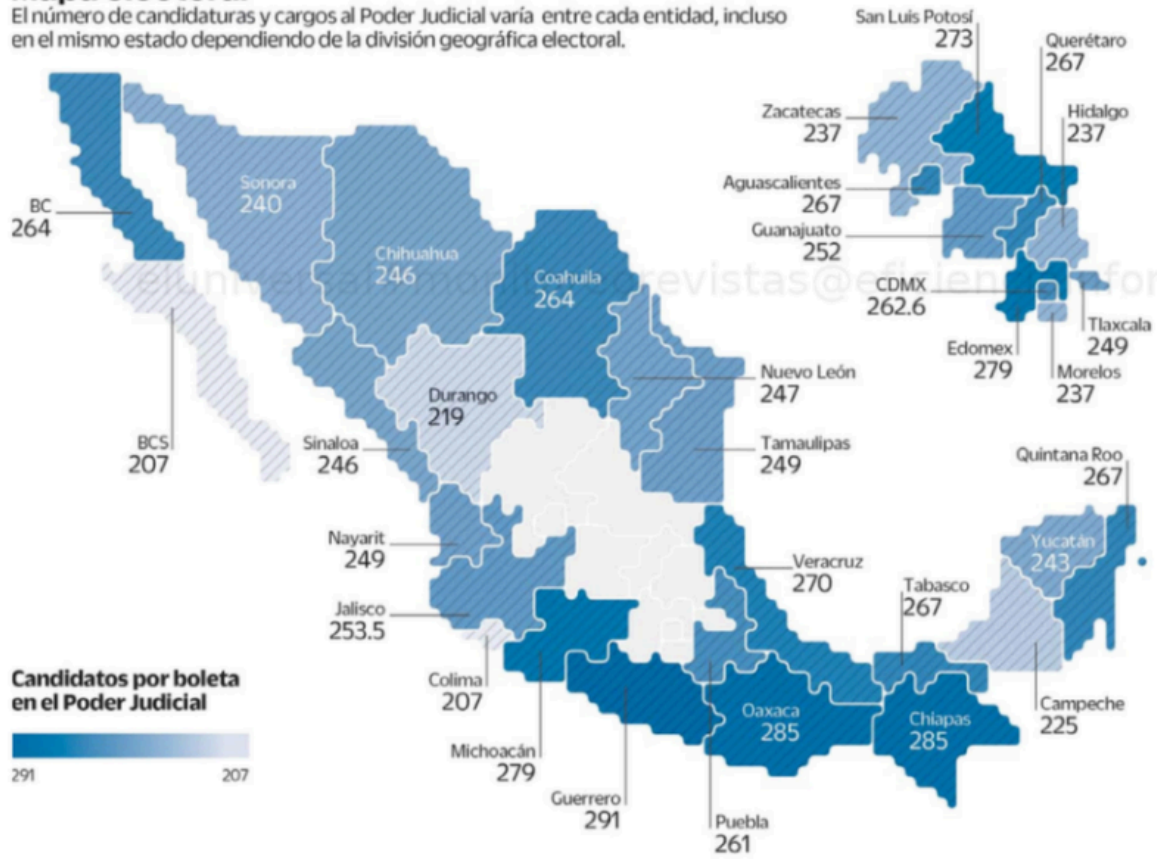 El número de candidaturas y cargos al Poder Judicial varía entre cada entidad, incluso
en el mismo estado dependiendo de la división geográfica electoral.
San Luis Potosí
273
Querétaro
267
Zacatecas
237
Hidalgo
237
Aguascalientes
267
Guanajuato
252
CDMX
262.6
Tlaxcala
249
Edomex
279
Morelos
237
BC
264
Sonora
240
Chihuahua
246
Coahuila
264
Durango
219
Nuevo León
247
BCS
207
Sinaloa
246
Tamaulipas
249
Quintana Roo
267
Nayarit
249
Yucatán
243
Veracruz
270
Tabasco
267
Jalisco
253.5
Colima
207
Campeche
225
Oaxaca
285
Chiapas
285
Michoacán
279
Guerrero
291
Puebla
261
Candidatos por boleta
en el Poder Judicial
291
207